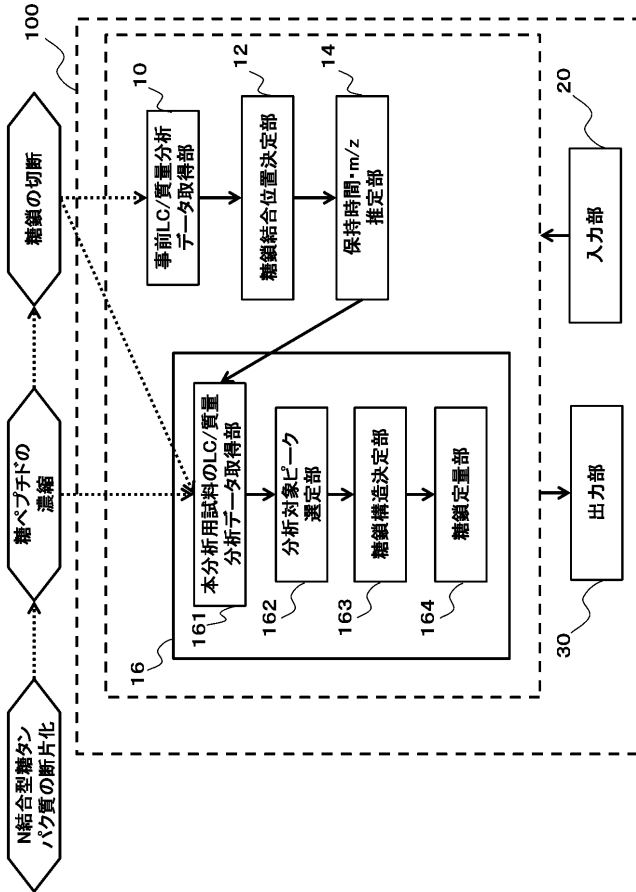 N結合型糖タン
パク質の断片化
糖ペプチドの
濃縮
糖鎖の切断
100
10
事前LC/質量分析
データ取得部
12
糖鎖結合位置決定部
14
保持時間・m/z
推定部
16
161
本分析用試料のLC/質量
分析データ取得部
162
分析対象ピーク
選定部
163
糖鎖構造決定部
164
糖鎖定量部
20
入力部
30
出力部